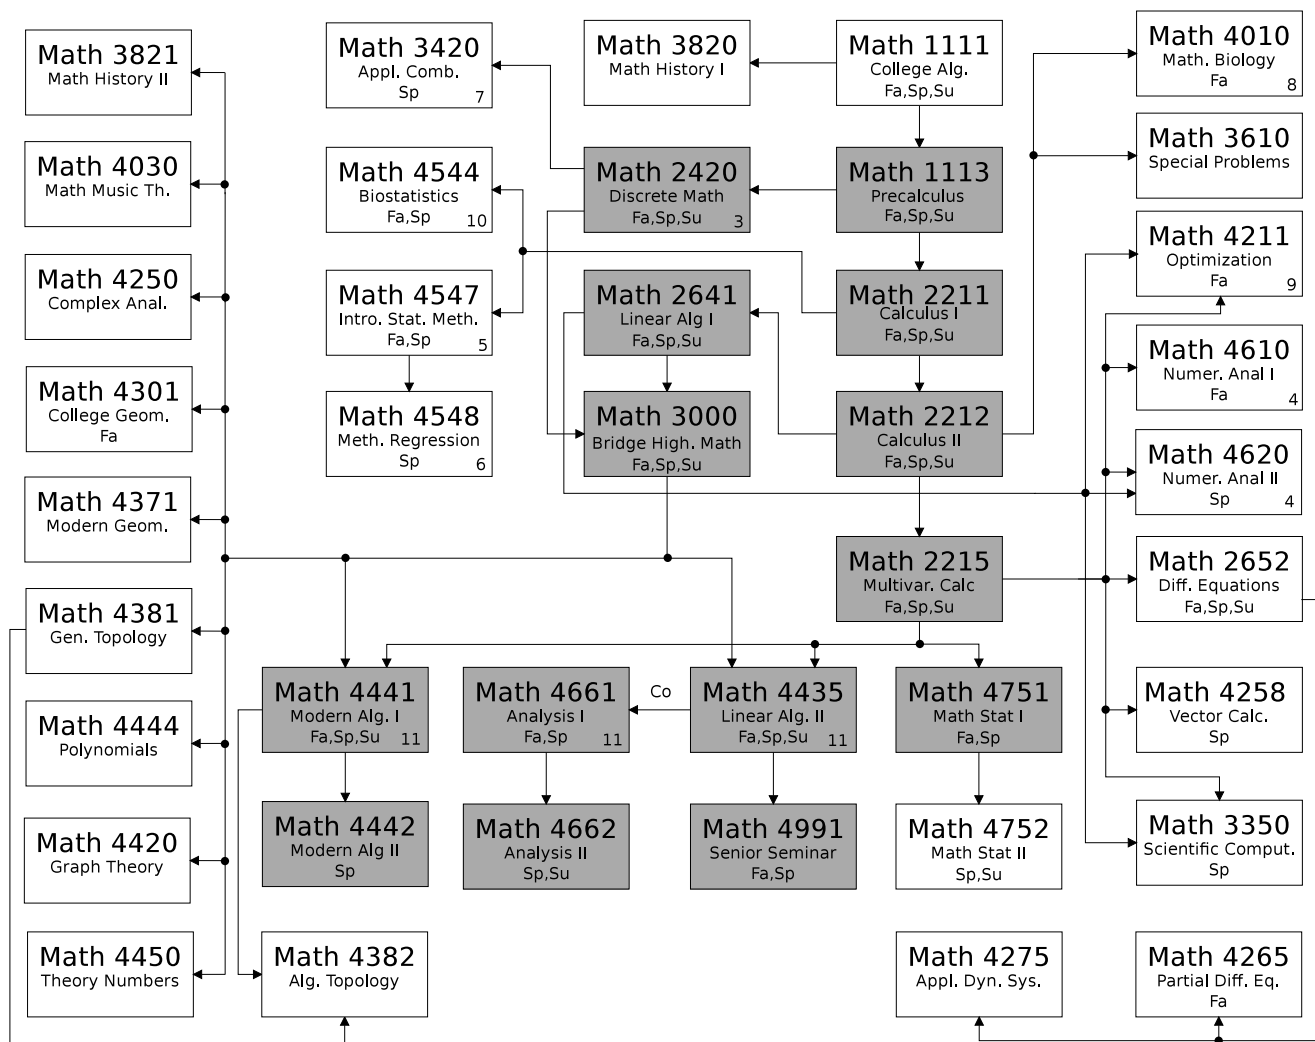 Math 3821
Math History II
Math 3420
Appl. Comb.
Sp
7
Math 3820
Math History I
Math 1111
College Alg.
Fa,Sp,Su
Math 4010
Math. Biology
Fa
8
Math 4030
Math Music Th.
Math 4544
Biostatistics
Fa,Sp
10
Math 2420
Discrete Math
Fa,Sp,Su
3
Math 1113
Precalculus
Fa,Sp,Su
Math 3610
Special Problems
Math 4250
Complex Anal.
Math 4547
Intro. Stat. Meth.
Fa,Sp
5
Math 2641
Linear Alg I
Fa,Sp,Su
Math 2211
Calculus I
Fa,Sp,Su
Math 4211
Optimization
Fa
9
Math 4301
College Geom.
Fa
Math 4548
Meth. Regression
Sp
6
Math 3000
Bridge High. Math
Fa,Sp,Su
Math 2212
Calculus II
Fa,Sp,Su
Math 4610
Numer. Anal I
Fa
4
Math 4371
Modern Geom.
Math 4620
Numer. Anal II
Sp
4
Math 4381
Gen. Topology
Math 2215
Multivar. Calc
Fa,Sp,Su
Math 2652
Diff. Equations
Fa,Sp,Su
Math 4444
Polynomials
Math 4441
Modern Alg. I
Fa,Sp,Su
11
Math 4661
Analysis I
Fa,Sp
11
Co
Math 4435
Linear Alg. II
Fa,Sp,Su
11
Math 4751
Math Stat I
Fa,Sp
Math 4258
Vector Calc.
Sp
Math 4420
Graph Theory
Math 4442
Modern Alg II
Sp
Math 4662
Analysis II
Sp,Su
Math 4991
Senior Seminar
Fa,Sp
Math 4752
Math Stat II
Sp,Su
Math 3350
Scientific Comput.
Sp
Math 4450
Theory Numbers
Math 4382
Alg. Topology
Math 4275
Appl. Dyn. Sys.
Math 4265
Partial Diff. Eq.
Fa